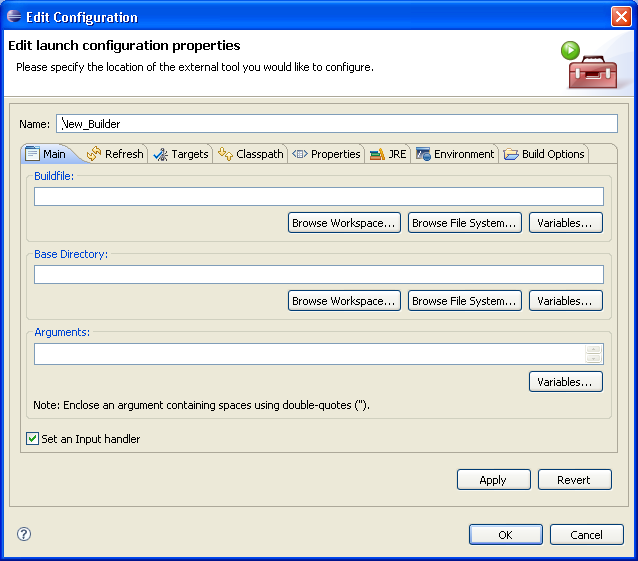 Edit Configuration
Edit launch configuration properties
Please specify the location of the external tool you would like to configure.
Name: New_Builder
Main Refresh Targets Classpath Properties JRE Environment Build Options
Buildfile:
Browse Workspace... Browse File System... Variables...
Base Directory:
Browse Workspace... Browse File System... Variables...
Arguments:
Variables...
Note: Enclose an argument containing spaces using double-quotes (").
Set an Input handler
Apply Revert
? OK Cancel